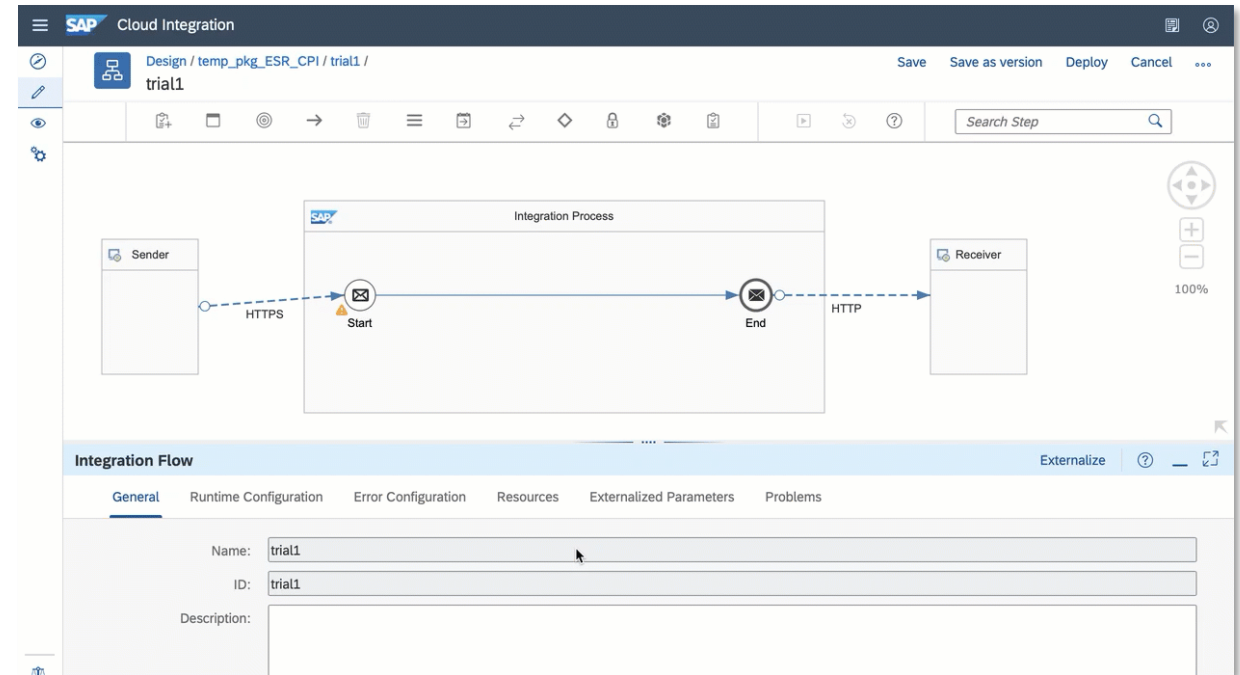 SAP Cloud Integration
Design / temp_pkg_ESR_CPI / trial1 /
trial1
Save Save as version Deploy Cancel
Search Step
SAP Integration Process
Sender
Receiver
100%
HTTPS
HTTP
Start
End
Integration Flow
Externalize
General Runtime Configuration Error Configuration Resources Externalized Parameters Problems
Name: trial1
ID: trial1
Description: